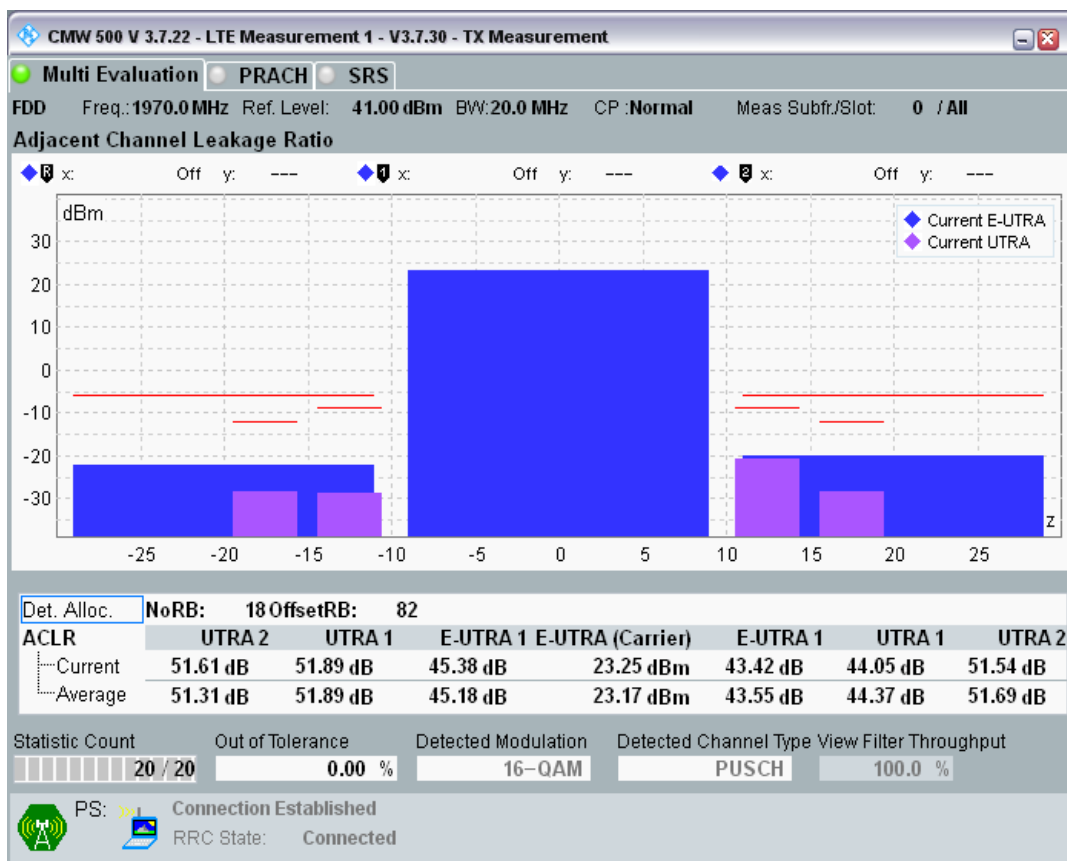 CMW 500 V 3.7.22 - LTE Measurement 1 - V3.7.30 - TX Measurement
Multi Evaluation PRACH SRS
FDD Freq.: 1970.0 MHz Ref. Level: 41.00 dBm BW: 20.0 MHz CP :Normal Meas Subfr./Slot: 0 / All
Adjacent Channel Leakage Ratio
R x: Off y: --- 1 x: Off y: --- 2 x: Off y: ---
dBm
Current E-UTRA
Current UTRA
30
20
10
0
-10
-20
-30
z
-25 -20 -15 -10 -5 0 5 10 15 20 25
Det. Alloc. NoRB: 18 OffsetRB: 82
ACLR UTRA 2 UTRA 1 E-UTRA 1 E-UTRA (Carrier) E-UTRA 1 UTRA 1 UTRA 2
Current 51.61 dB 51.89 dB 45.38 dB 23.25 dBm 43.42 dB 44.05 dB 51.54 dB
Average 51.31 dB 51.89 dB 45.18 dB 23.17 dBm 43.55 dB 44.37 dB 51.69 dB
Statistic Count Out of Tolerance Detected Modulation Detected Channel Type View Filter Throughput
20 / 20 0.00 % 16-QAM PUSCH 100.0 %
PS: Connection Established
RRC State: Connected